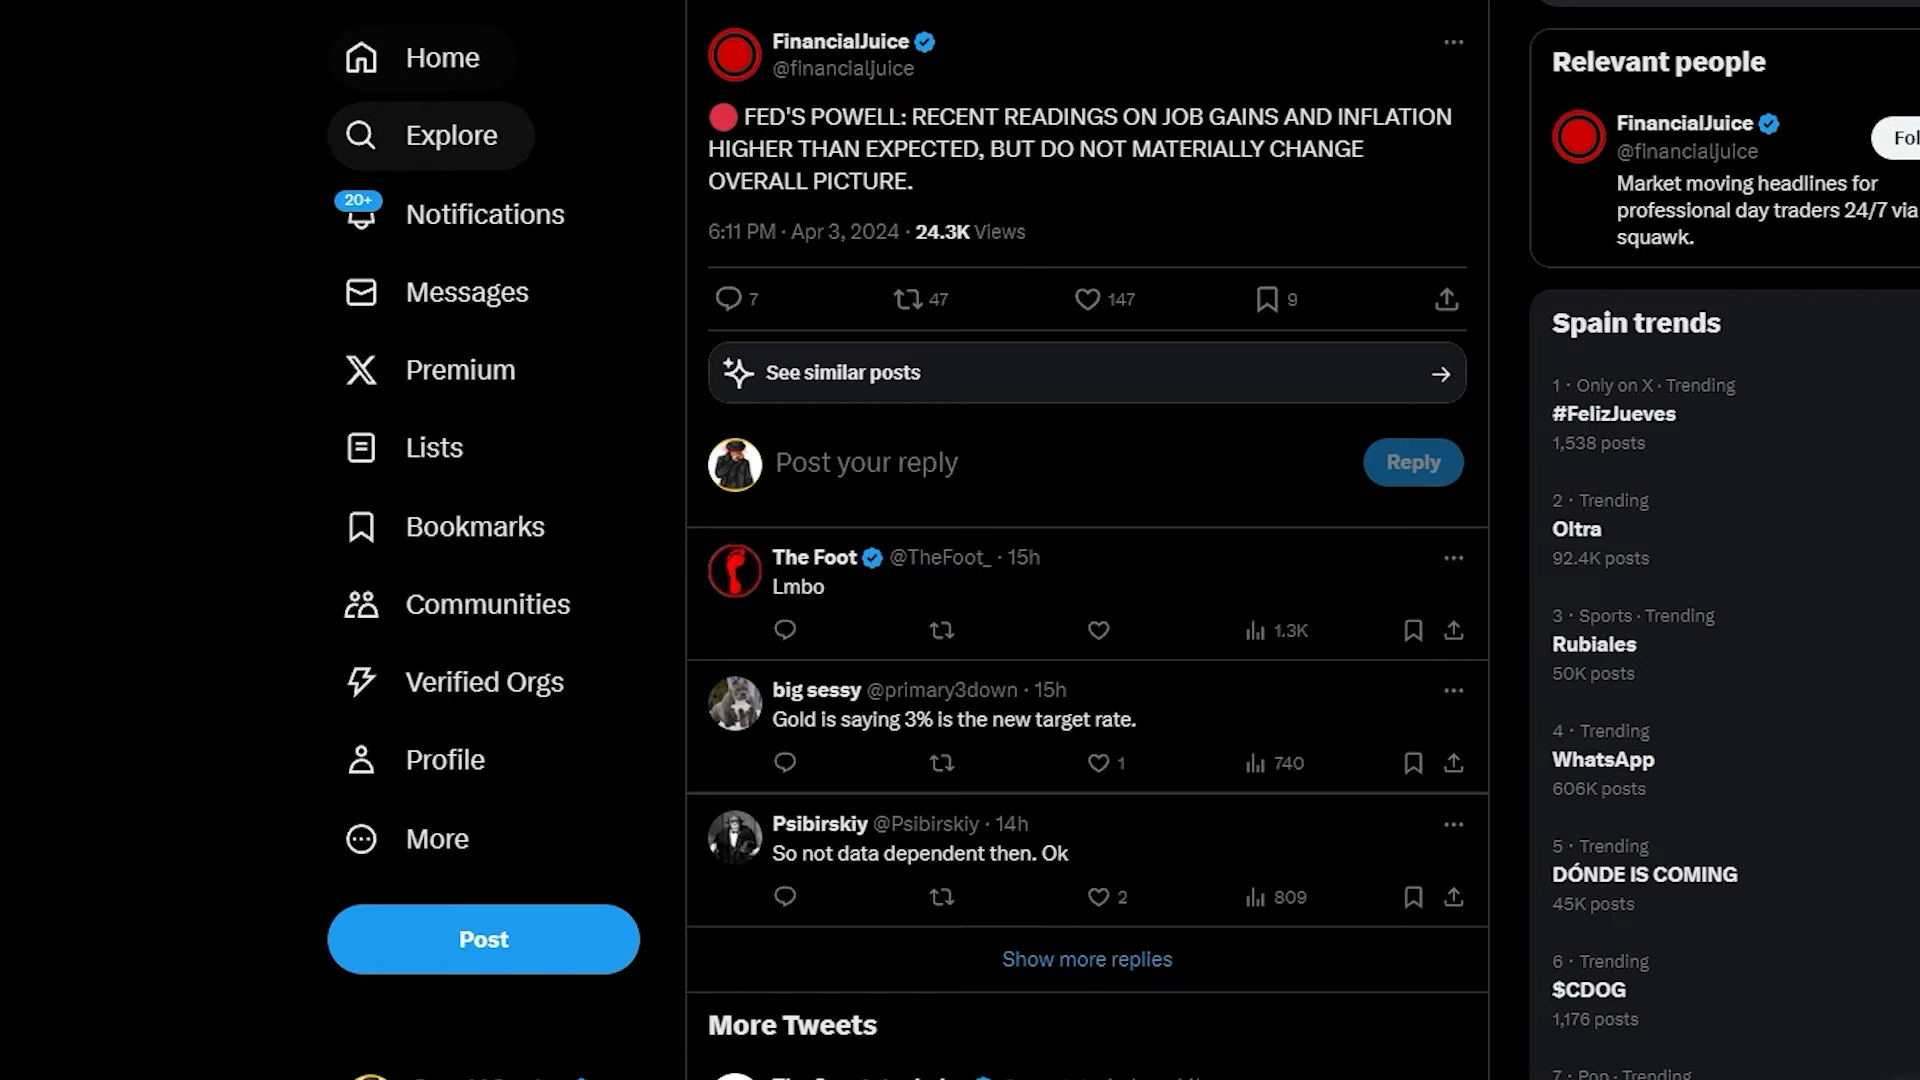 Home
Explore
20+
Notifications
Messages
Premium
Lists
Bookmarks
Communities
Verified Orgs
Profile
More
Post
FinancialJuice
@financialjuice
FED'S POWELL: RECENT READINGS ON JOB GAINS AND INFLATION
HIGHER THAN EXPECTED, BUT DO NOT MATERIALLY CHANGE
OVERALL PICTURE.
6:11 PM · Apr 3, 2024 · 24.3K Views
7 47 147 9
See similar posts
Post your reply
Reply
The Foot @TheFoot_ · 15h
Lmbo
1.3K
big sessy @primary3down · 15h
Gold is saying 3% is the new target rate.
1 740
Psibirskiy @Psibirskiy · 14h
So not data dependent then. Ok
2 809
Show more replies
More Tweets
Relevant people
FinancialJuice
@financialjuice
Fol
Market moving headlines for
professional day traders 24/7 via
squawk.
Spain trends
1 · Only on X · Trending
#FelizJueves
1,538 posts
2 · Trending
Oltra
92.4K posts
3 · Sports · Trending
Rubiales
50K posts
4 · Trending
WhatsApp
606K posts
5 · Trending
DÓNDE IS COMING
45K posts
6 · Trending
$CDOG
1,176 posts
7 · Pop · Trending